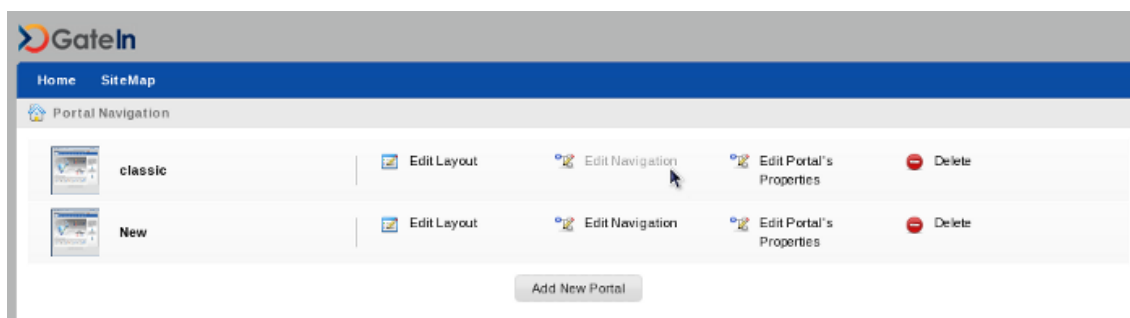 GateIn
Home SiteMap
Portal Navigation
classic Edit Layout Edit Navigation Edit Portal's Properties Delete
New Edit Layout Edit Navigation Edit Portal's Properties Delete
Add New Portal